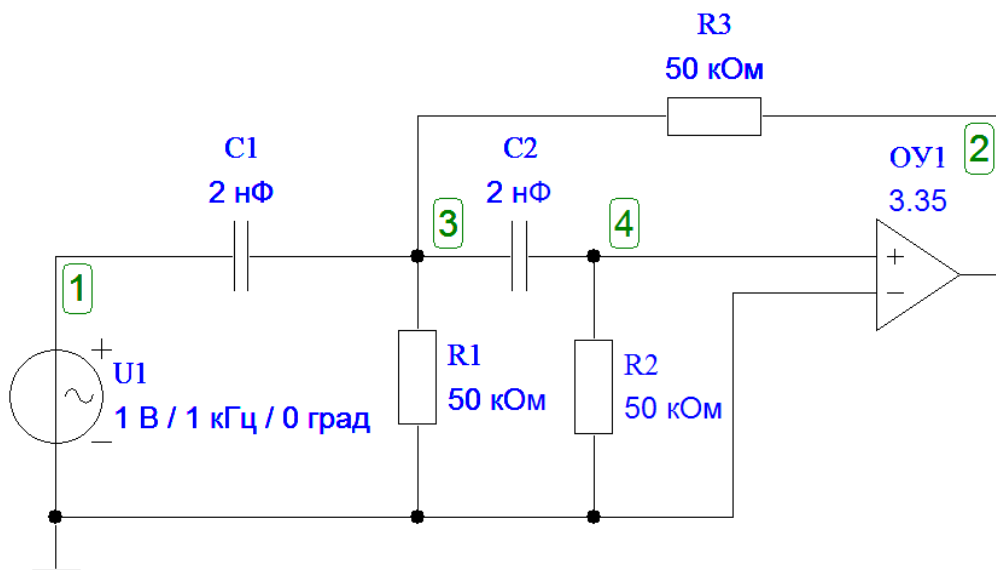 R3
50 кОм
C1
2 нФ
C2
2 нФ
ОУ1
3.35
2
3
4
1
+
−
+
−
U1
1 В / 1 кГц / 0 град
R1
50 кОм
R2
50 кОм